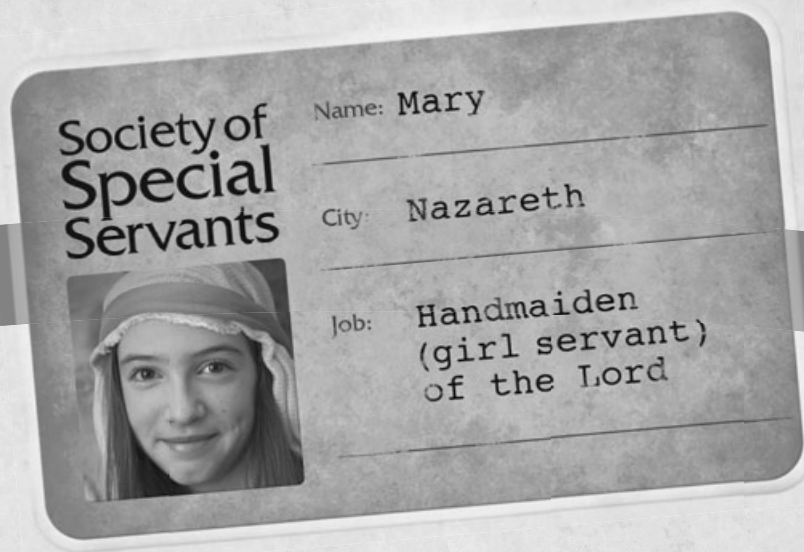 Society of
Special
Servants
Name: Mary
City: Nazareth
Job: Handmaiden
(girl servant)
of the Lord